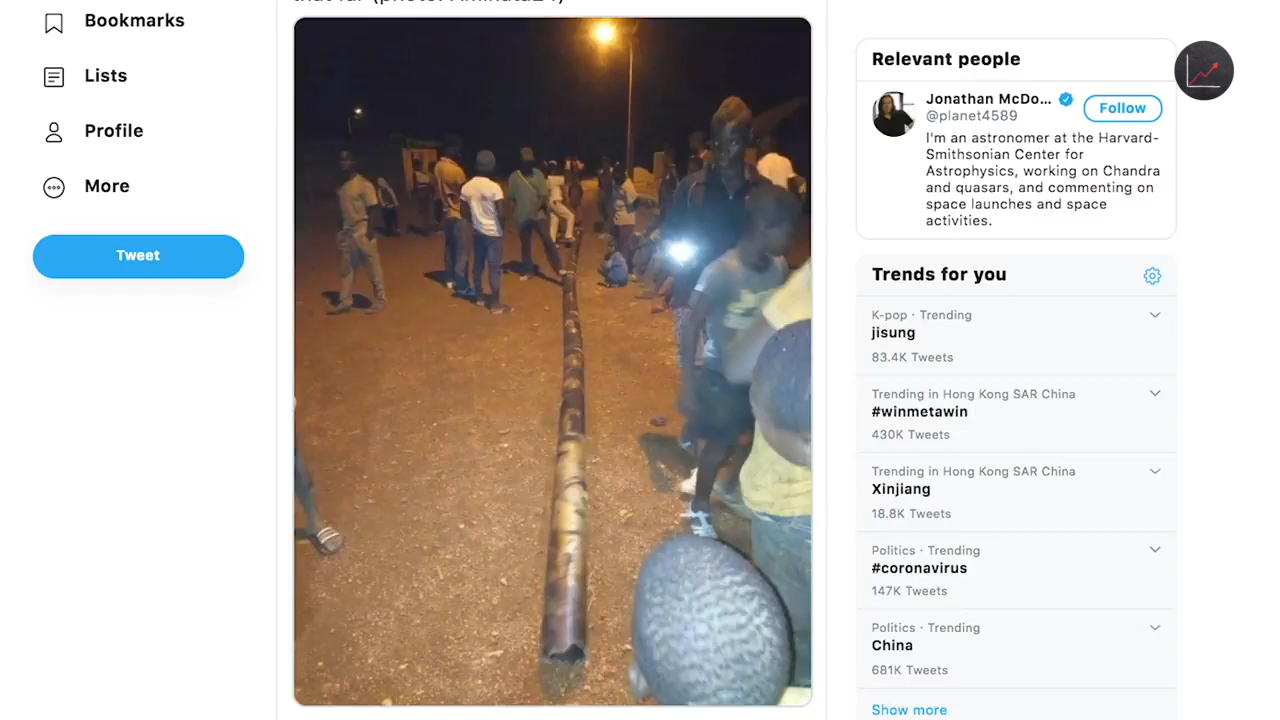 Bookmarks
Lists
Profile
More
Tweet
Relevant people
Jonathan McDo...
@planet4589
Follow
I'm an astronomer at the Harvard-
Smithsonian Center for
Astrophysics, working on Chandra
and quasars, and commenting on
space launches and space
activities.
Trends for you
K-pop · Trending
jisung
83.4K Tweets
Trending in Hong Kong SAR China
#winmetawin
430K Tweets
Trending in Hong Kong SAR China
Xinjiang
18.8K Tweets
Politics · Trending
#coronavirus
147K Tweets
Politics · Trending
China
681K Tweets
Show more